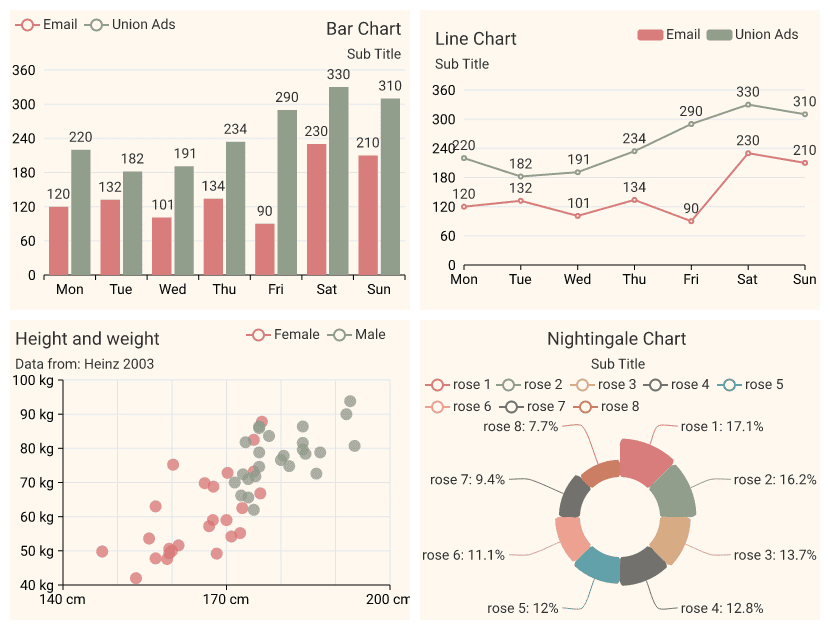 Email Union Ads
Bar Chart
Sub Title
360
300
240
180
120
60
0
120 220 132 182 101 191 134 234 90 290 230 330 210 310
Mon Tue Wed Thu Fri Sat Sun
Line Chart
Sub Title
Email Union Ads
360
300
240
180
120
60
0
220 182 191 234 290 330 310
120 132 101 134 90 230 210
Mon Tue Wed Thu Fri Sat Sun
Height and weight
Data from: Heinz 2003
Female Male
100 kg
90 kg
80 kg
70 kg
60 kg
50 kg
40 kg
140 cm 170 cm 200 cm
Nightingale Chart
Sub Title
rose 1 rose 2 rose 3 rose 4 rose 5
rose 6 rose 7 rose 8
rose 8: 7.7% rose 1: 17.1%
rose 7: 9.4% rose 2: 16.2%
rose 6: 11.1% rose 3: 13.7%
rose 5: 12% rose 4: 12.8%